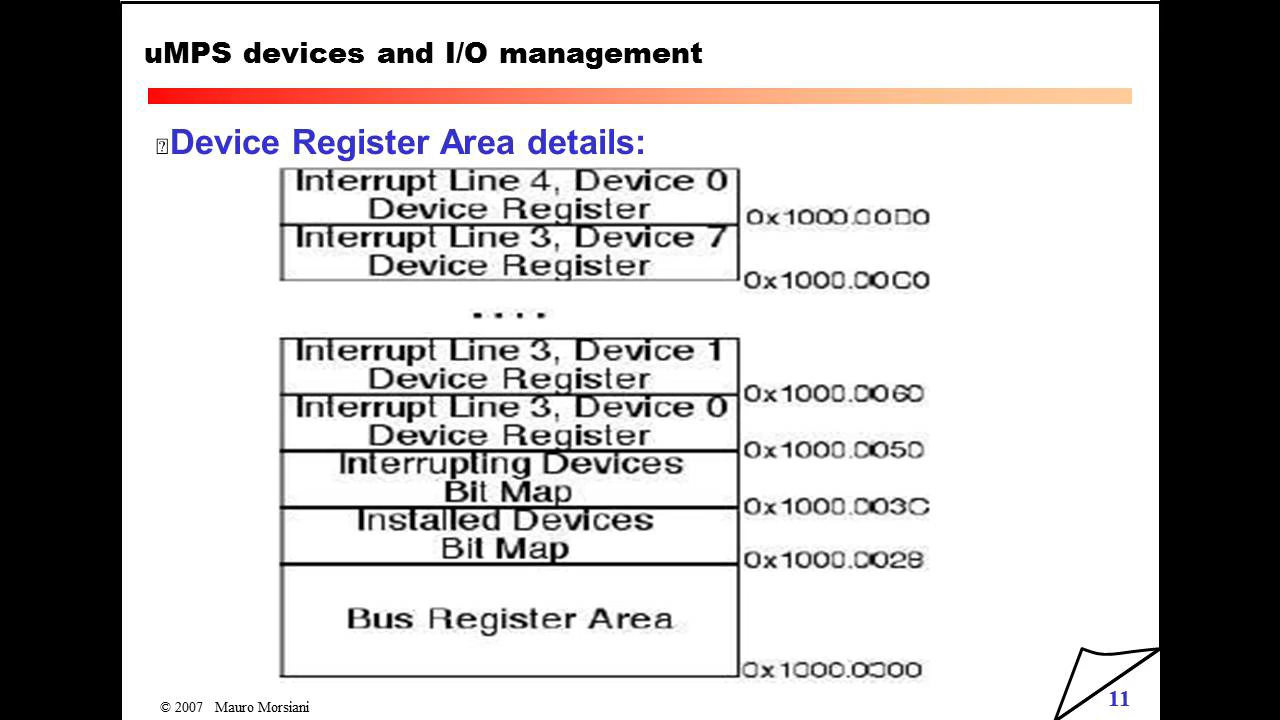 uMPS devices and I/O management
Device Register Area details:
Interrupt Line 4, Device 0
Device Register
0x1000.00D0
Interrupt Line 3, Device 7
Device Register
0x1000.00C0
. . . .
Interrupt Line 3, Device 1
Device Register
0x1000.0060
Interrupt Line 3, Device 0
Device Register
0x1000.0050
Interrupting Devices
Bit Map
0x1000.003C
Installed Devices
Bit Map
0x1000.0028
Bus Register Area
0x1000.0000
© 2007 Mauro Morsiani
11